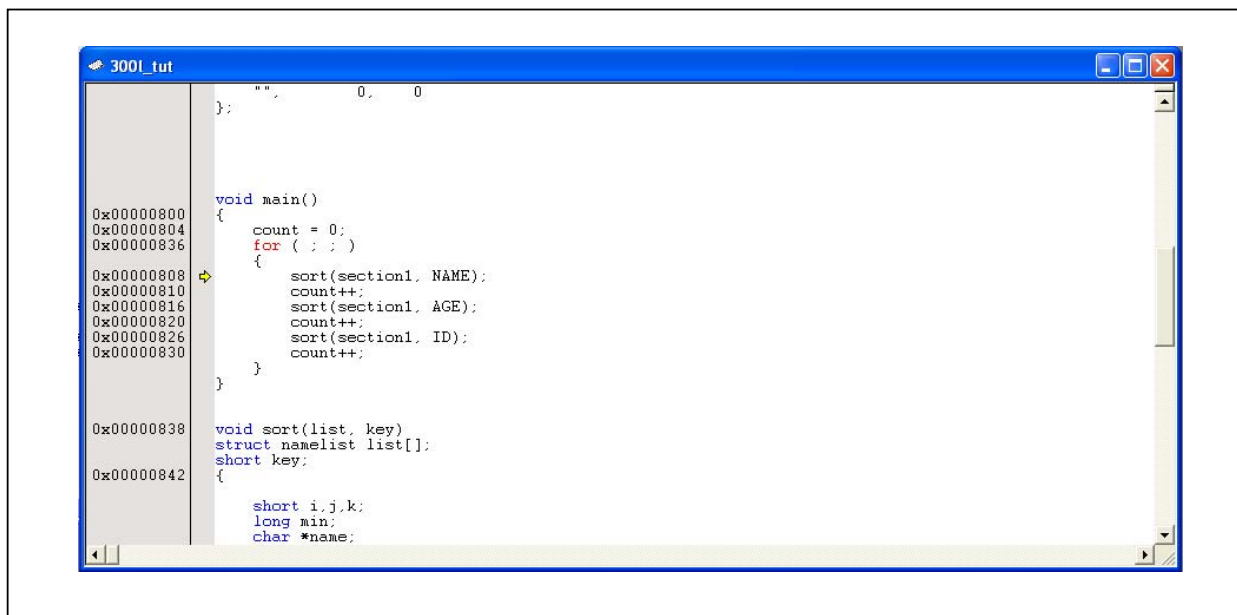 300l_tut
"", 0, 0
};
void main()
0x00000800 {
0x00000804 count = 0;
0x00000836 for ( ; ; )
{
0x00000808 sort(section1, NAME);
0x00000810 count++;
0x00000816 sort(section1, AGE);
0x00000820 count++;
0x00000826 sort(section1, ID);
0x00000830 count++;
}
}
0x00000838 void sort(list, key)
struct namelist list[];
short key;
0x00000842 {
short i,j,k;
long min;
char *name;